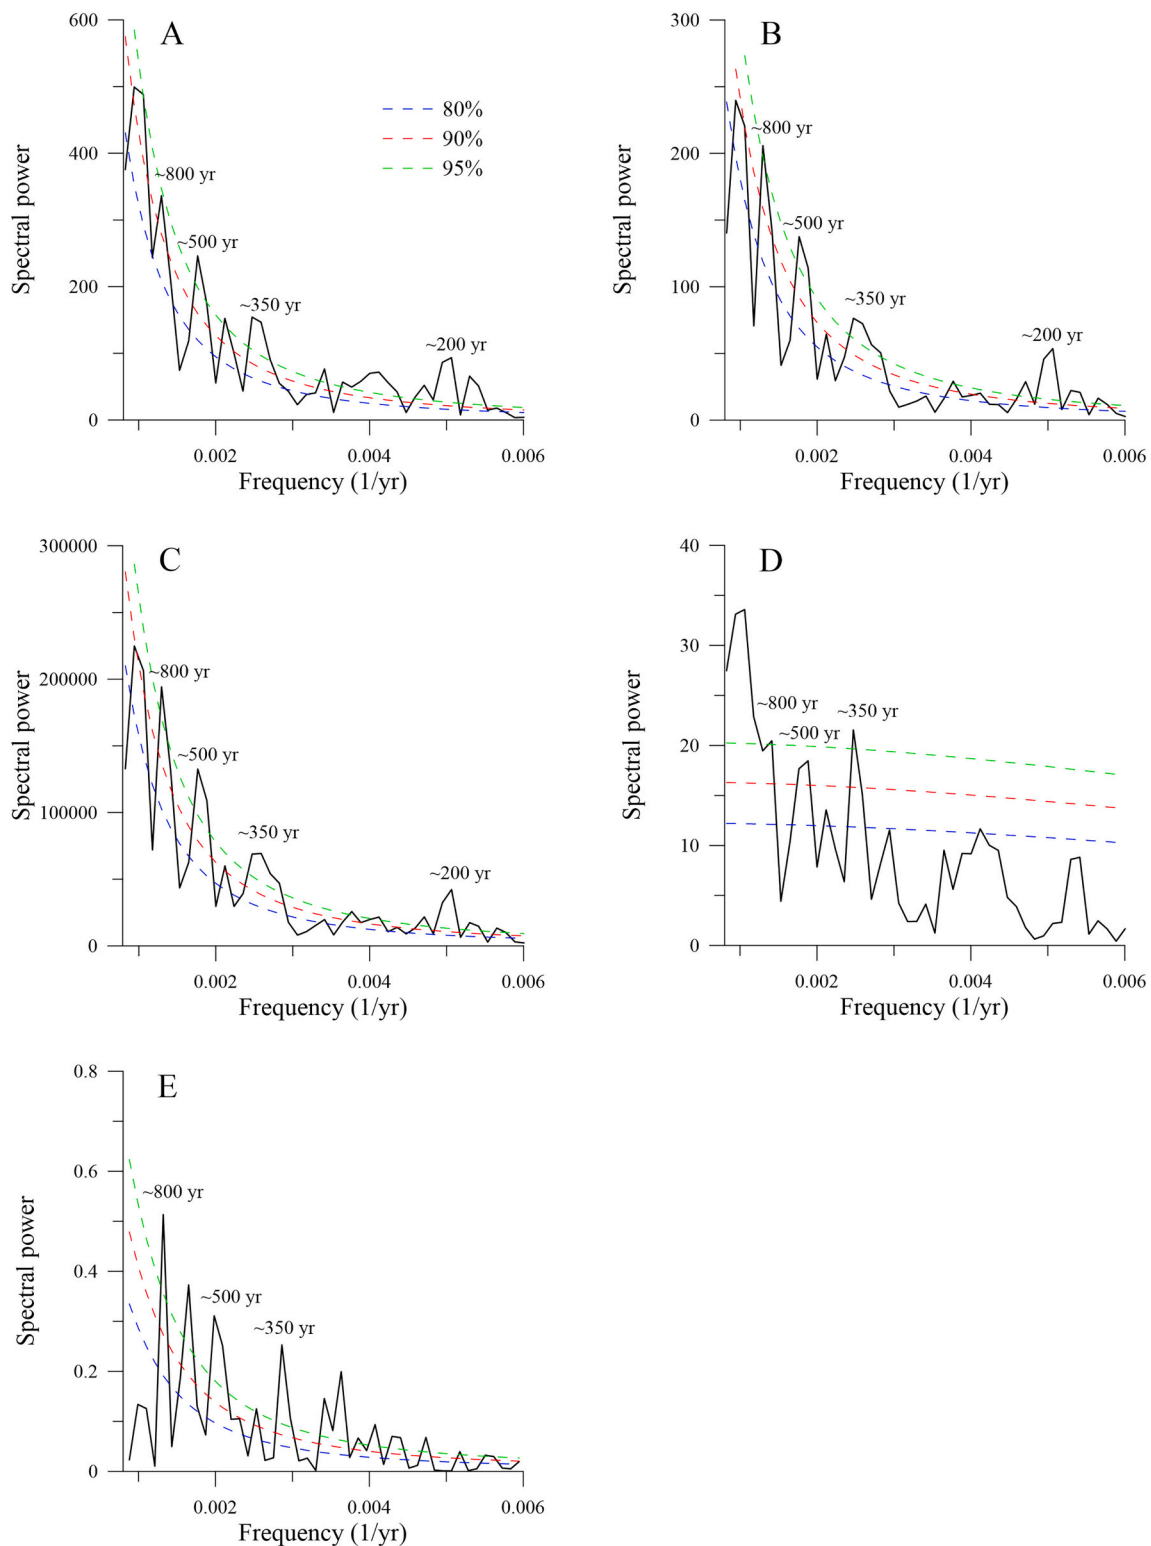 A
600
400
200
0
Spectral power
~800 yr
~500 yr
~350 yr
~200 yr
80%
90%
95%
0.002
0.004
0.006
Frequency (1/yr)
B
300
200
100
0
Spectral power
~800 yr
~500 yr
~350 yr
~200 yr
0.002
0.004
0.006
Frequency (1/yr)
C
300000
200000
100000
0
Spectral power
~800 yr
~500 yr
~350 yr
~200 yr
0.002
0.004
0.006
Frequency (1/yr)
D
40
30
20
10
0
Spectral power
~800 yr
~500 yr
~350 yr
0.002
0.004
0.006
Frequency (1/yr)
E
0.8
0.6
0.4
0.2
0
Spectral power
~800 yr
~500 yr
~350 yr
0.002
0.004
0.006
Frequency (1/yr)